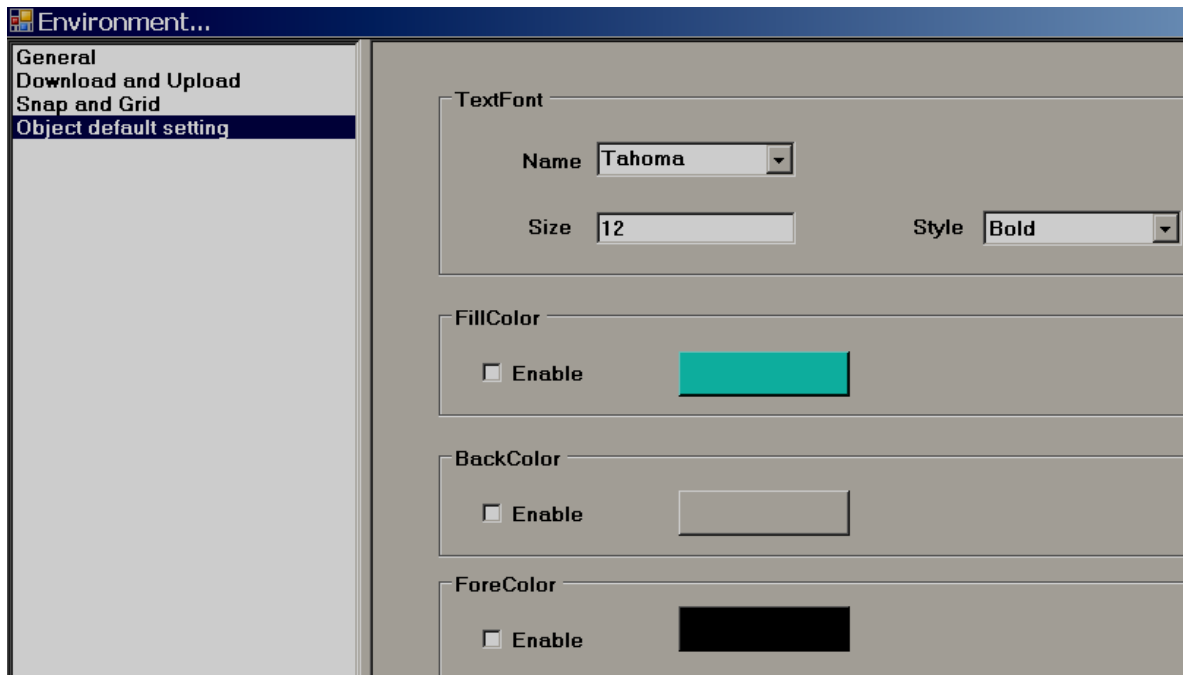 Environment...
General
Download and Upload
Snap and Grid
Object default setting
TextFont
Name Tahoma
Size 12 Style Bold
FillColor
Enable
BackColor
Enable
ForeColor
Enable